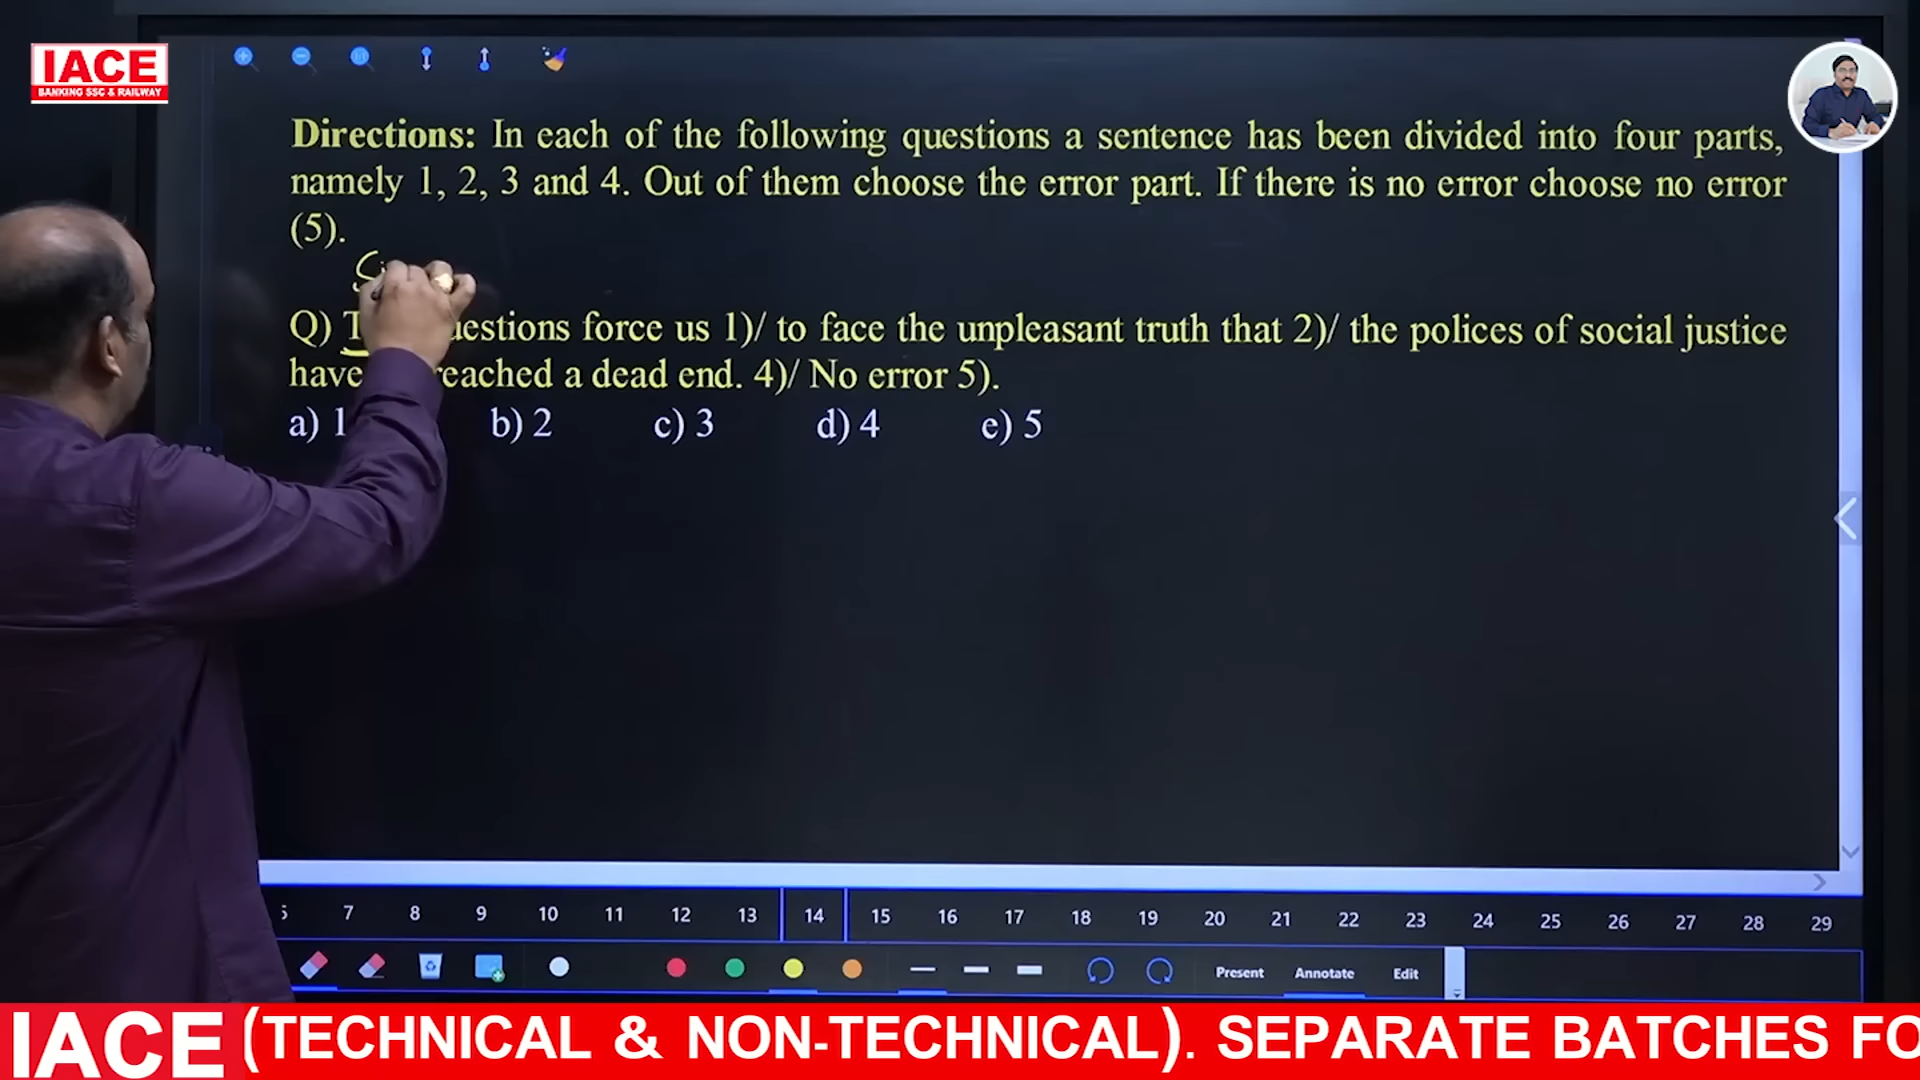 IACE
BANKING SSC & RAILWAY
Directions: In each of the following questions a sentence has been divided into four parts,
namely 1, 2, 3 and 4. Out of them choose the error part. If there is no error choose no error
(5).
Q) force us 1)/ to face the unpleasant truth that 2)/ the polices of social justice
have reached a dead end. 4)/ No error 5).
a) 1 b) 2 c) 3 d) 4 e) 5
7 8 9 10 11 12 13 14 15 16 17 18 19 20 21 22 23 24 25 26 27 28 29
Present Annotate Edit
IACE (TECHNICAL & NON-TECHNICAL). SEPARATE BATCHES FO